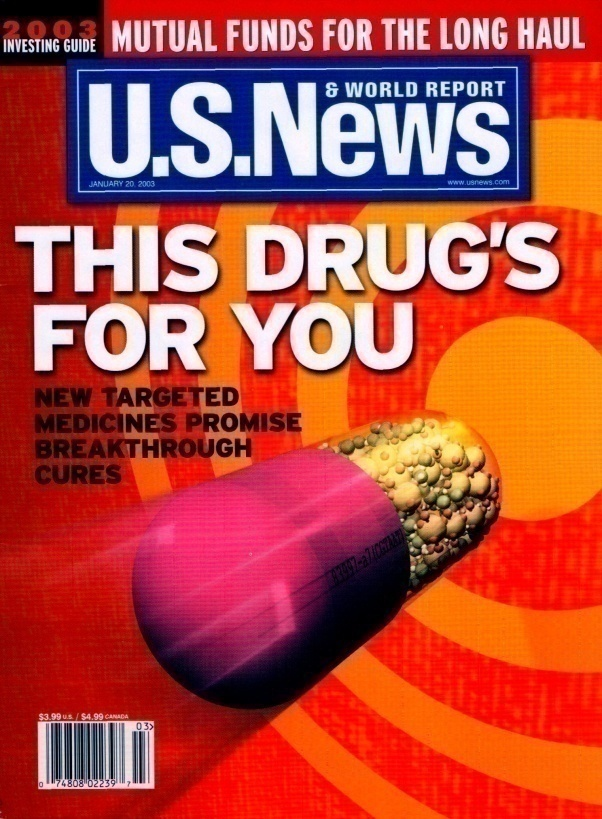 2003
INVESTING GUIDE
MUTUAL FUNDS FOR THE LONG HAUL
& WORLD REPORT
U.S.News
JANUARY 20, 2003
www.usnews.com
THIS DRUG'S
FOR YOU
NEW TARGETED
MEDICINES PROMISE
BREAKTHROUGH
CURES
$3.99 U.S. / $4.99 CANADA
03>
0 74808 02239 7